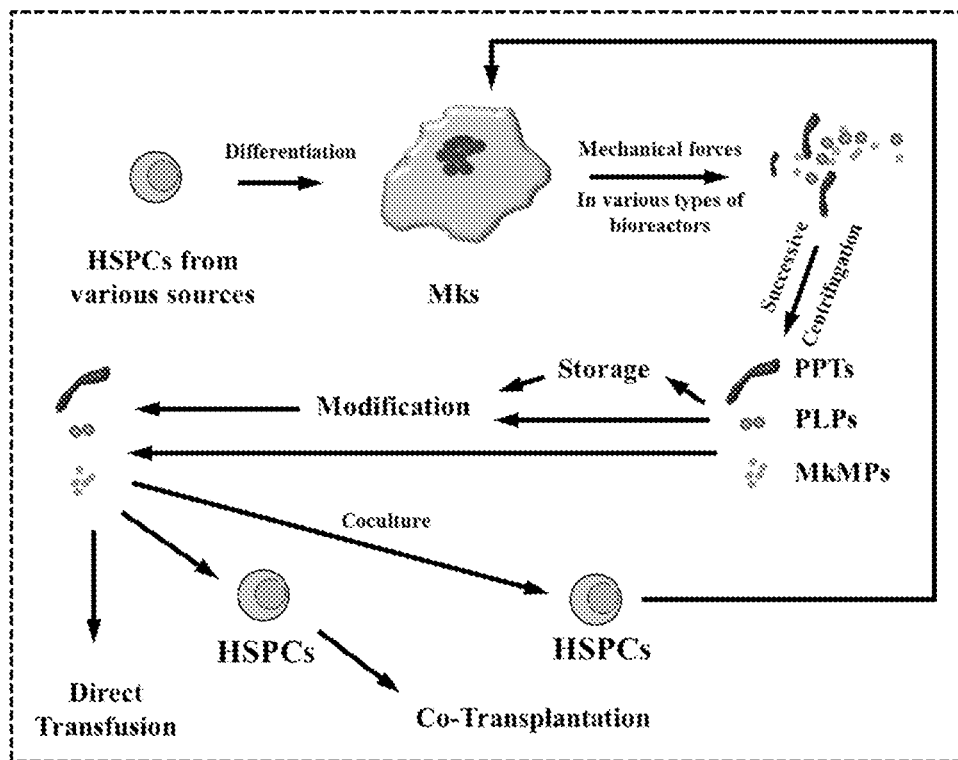 Differentiation
Mechanical forces
In various types of
bioreactors
HSPCs from
various sources
Mks
Successive
Centrifugation
PPTs
Storage
Modification
PLPs
MkMPs
Coculture
HSPCs
HSPCs
Direct
Transfusion
Co-Transplantation